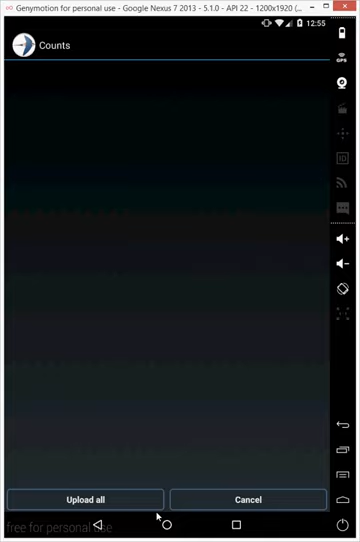 Genymotion for personal use - Google Nexus 7 2013 - 5.1.0 - API 22 - 1200x1920 (...
12:55
Counts
GPS
ID
Upload all
Cancel
free for personal use